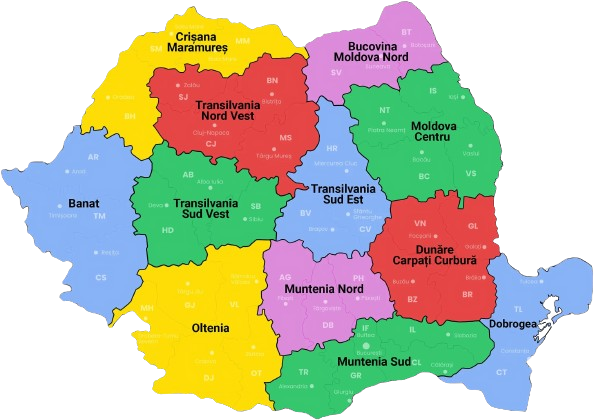 Crișana
Maramureș
SM
MM
BH
Bucovina
Moldova Nord
BT
Botoșani
SV
Suceava
Transilvania
Nord Vest
Zalău
SJ
BN
Bistrița
Cluj-Napoca
CJ
MS
Târgu Mureș
Moldova
Centru
IS
Iași
NT
Piatra Neamț
Bacău
BC
Vaslui
VS
Banat
AR
Arad
Timișoara
TM
Reșița
CS
Transilvania
Sud Vest
AB
Alba Iulia
Deva
HD
SB
Sibiu
Transilvania
Sud Est
HR
Miercurea Ciuc
BV
Brașov
Sfântu
Gheorghe
CV
Dunăre
Carpați Curbură
VN
Focșani
GL
Galați
Buzău
BZ
Brăila
BR
Oltenia
MH
GJ
VL
DJ
OT
Muntenia Nord
AG
Pitești
PH
Ploiești
Târgoviște
DB
Muntenia Sud
IF
Buftea
București
IL
Slobozia
CL
Călărași
TR
Alexandria
GR
Giurgiu
Dobrogea
Tulcea
TL
Constanța
CT